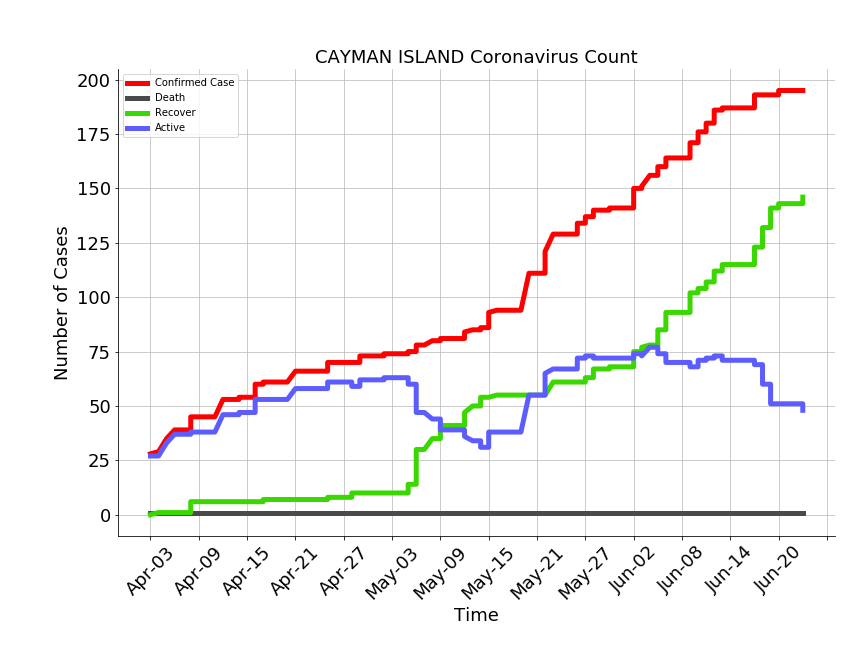 CAYMAN ISLAND Coronavirus Count
Confirmed Case
Death
Recover
Active
Number of Cases
200
175
150
125
100
75
50
25
0
Apr-03
Apr-09
Apr-15
Apr-21
Apr-27
May-03
May-09
May-15
May-21
May-27
Jun-02
Jun-08
Jun-14
Jun-20
Time